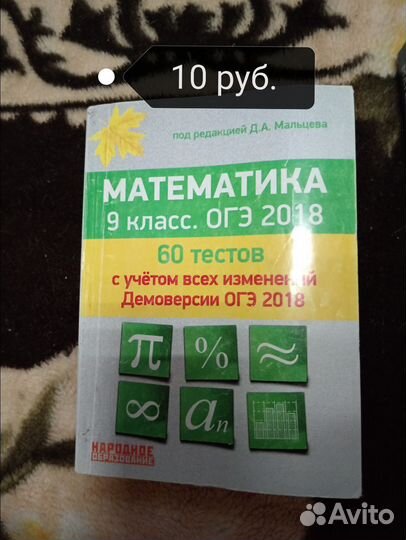 10 руб.
под редакцией Д.А. Мальцева
МАТЕМАТИКА
9 класс. ОГЭ 2018
60 тестов
с учётом всех изменений
Демоверсии ОГЭ 2018
π % ≈
∞ aₙ
НАРОДНОЕ
ОБРАЗОВАНИЕ
Avito